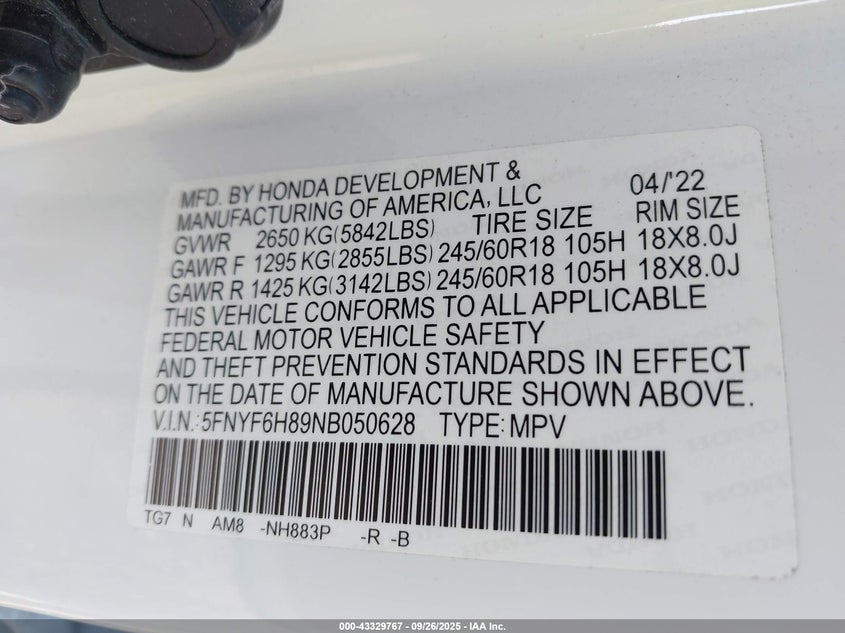 MFD. BY HONDA DEVELOPMENT & 04/'22
MANUFACTURING OF AMERICA, LLC
GVWR 2650 KG(5842LBS) TIRE SIZE RIM SIZE
GAWR F 1295 KG(2855LBS) 245/60R18 105H 18X8.0J
GAWR R 1425 KG(3142LBS) 245/60R18 105H 18X8.0J
THIS VEHICLE CONFORMS TO ALL APPLICABLE
FEDERAL MOTOR VEHICLE SAFETY
AND THEFT PREVENTION STANDARDS IN EFFECT
ON THE DATE OF MANUFACTURE SHOWN ABOVE.
V.I.N.: 5FNYF6H89NB050628 TYPE: MPV
TG7 N AM8 -NH883P -R -B
000-43329767 - 09/26/2025 - IAA Inc.